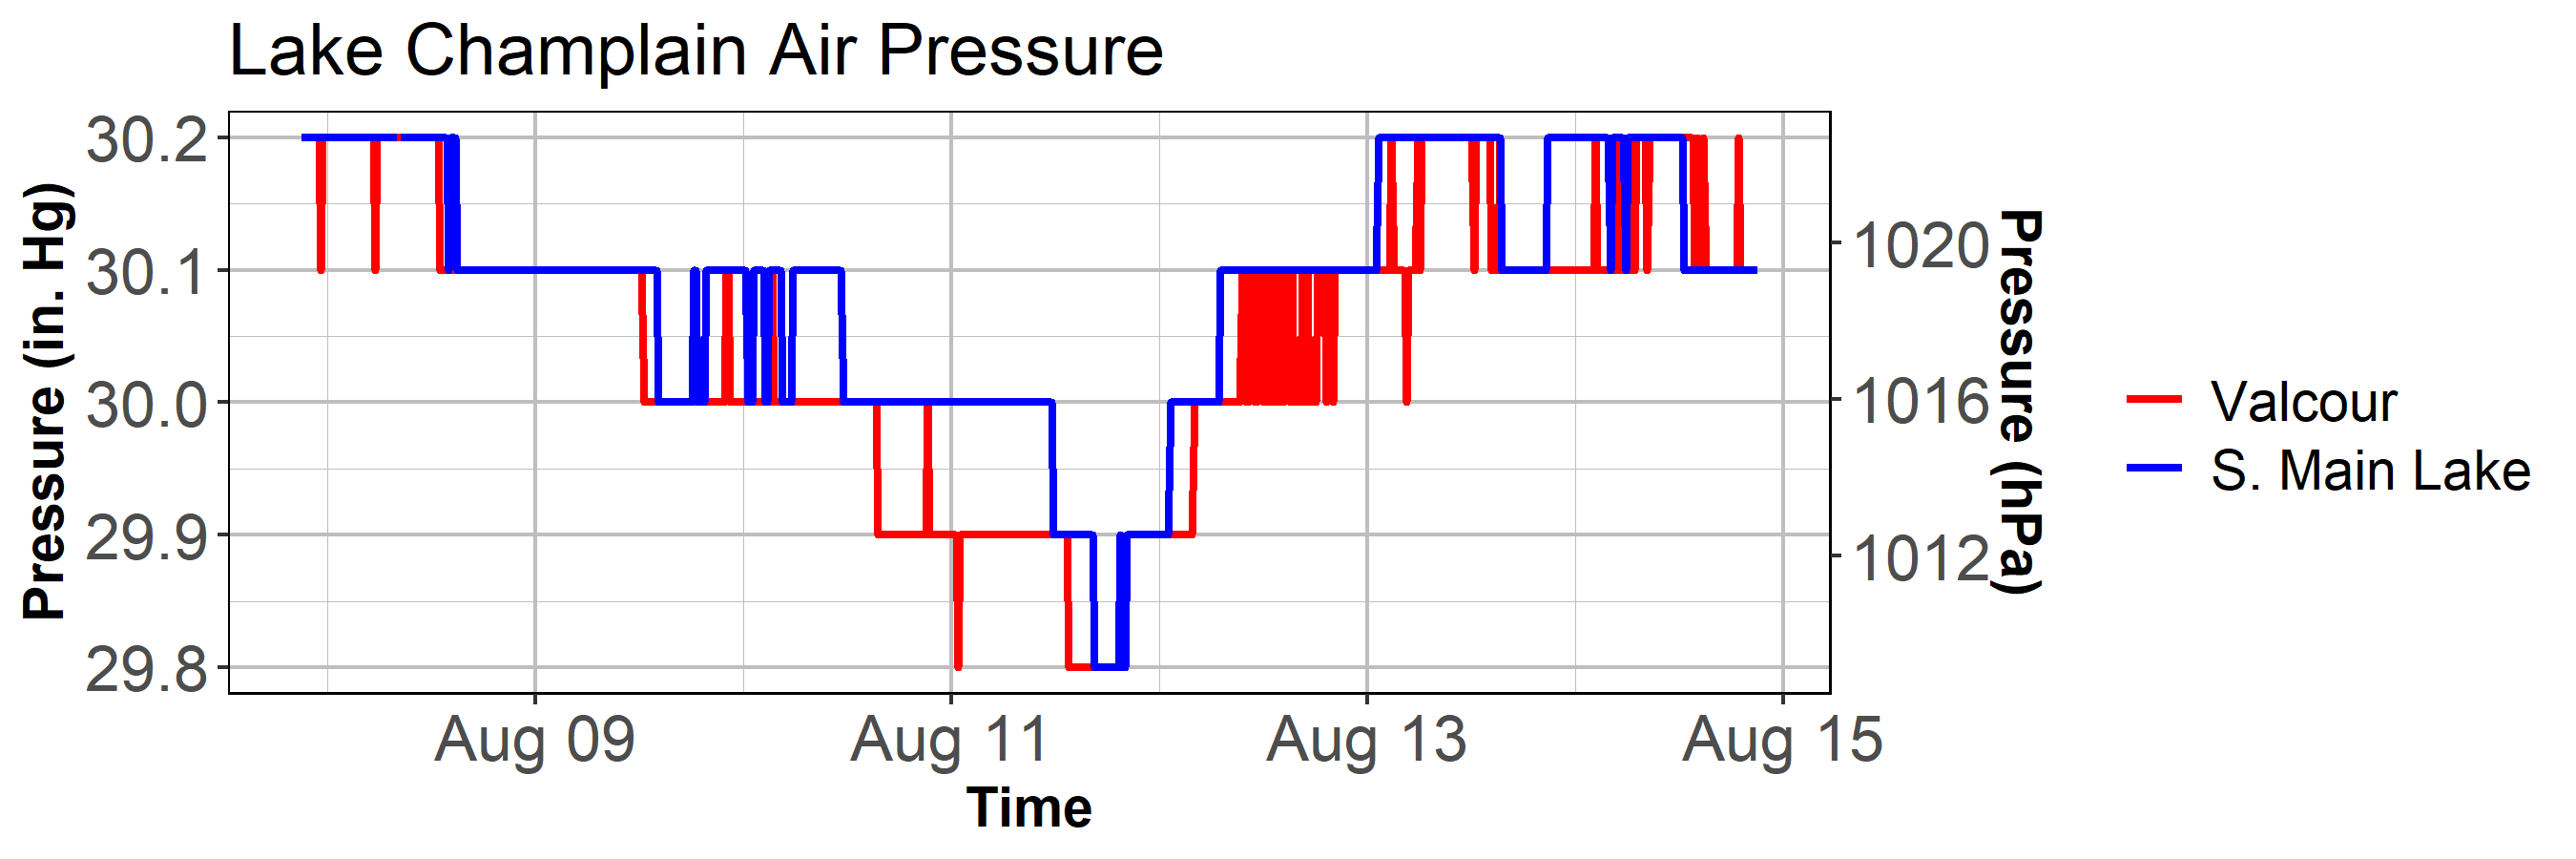 Lake Champlain Air Pressure
Pressure (in. Hg)
30.2
30.1
30.0
29.9
29.8
1020
1016
1012
Pressure (hPa)
Valcour
S. Main Lake
Aug 09
Aug 11
Aug 13
Aug 15
Time